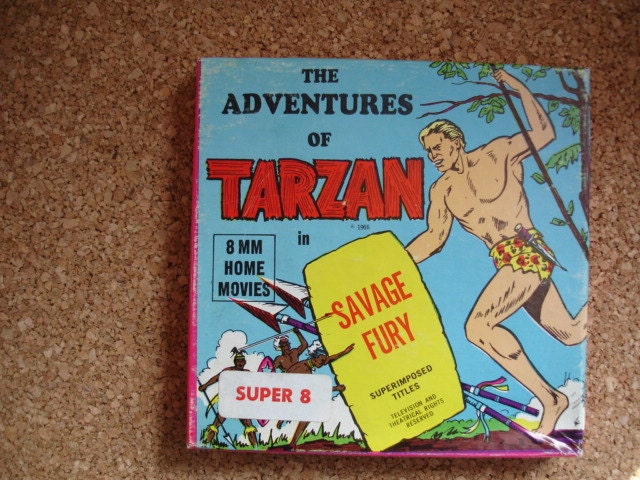 THE
ADVENTURES
OF
TARZAN
© 1966
in
8 MM
HOME
MOVIES
SAVAGE
FURY
SUPERIMPOSED
TITLES
TELEVISION AND
THEATRICAL RIGHTS
RESERVED
SUPER 8